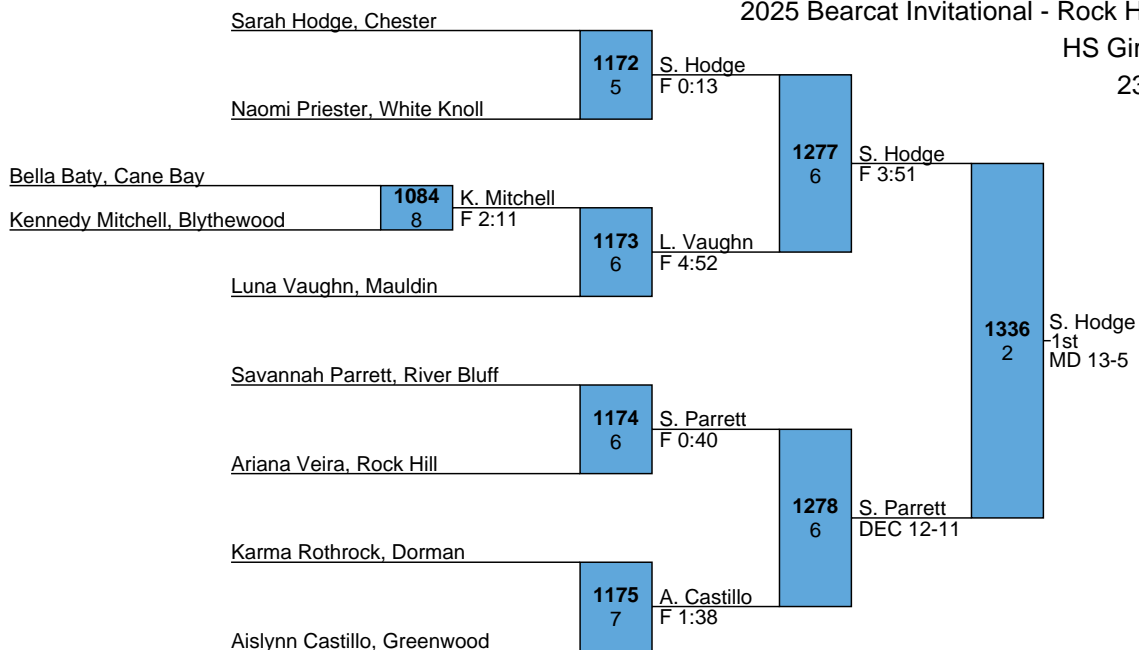 2025 Bearcat Invitational - Rock H
HS Gir
23
Sarah Hodge, Chester
1172
5
S. Hodge
F 0:13
Naomi Priester, White Knoll
1277
6
S. Hodge
F 3:51
Bella Baty, Cane Bay
1084
8
K. Mitchell
F 2:11
Kennedy Mitchell, Blythewood
1173
6
L. Vaughn
F 4:52
Luna Vaughn, Mauldin
1336
2
S. Hodge
1st
MD 13-5
Savannah Parrett, River Bluff
1174
6
S. Parrett
F 0:40
Ariana Veira, Rock Hill
1278
6
S. Parrett
DEC 12-11
Karma Rothrock, Dorman
1175
7
A. Castillo
F 1:38
Aislynn Castillo, Greenwood